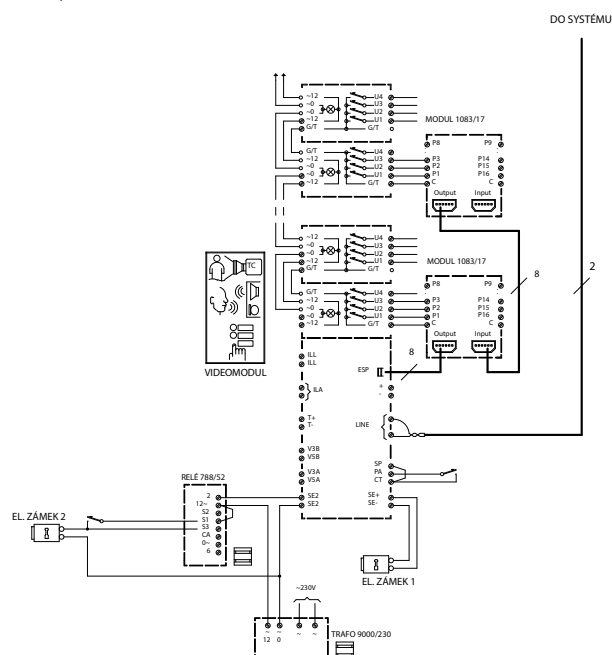 DO SYSTÉMU
~12 U4
~0 U3
~0 U2
~12 U1
G/T G/T
MODUL 1083/17
P8 P9
G/T U4
~12 U3
~0 U2
~0 U1
~12 G/T
P3 P14
P2 P15
P1 P16
C C
Output Input
~12 U4
~0 U3
~0 U2
~12 U1
G/T G/T
MODUL 1083/17
8
2
P8 P9
G/T U4
~12 U3
~0 U2
~0 U1
~12 G/T
P3 P14
P2 P15
P1 P16
C C
Output Input
TC
VIDEOMODUL
ILL
ILL
ESP
8
ILA
+
-
T+
T-
LINE
V3B
V5B
V3A
V5A
SP
PA
CT
RELÉ 788/52
2
12~
S2
S1
S3
CA
0~
6
SE2
SE2
SE+
SE-
EL. ZÁMEK 2
EL. ZÁMEK 1
~230V
~ ~ ~ ~
12 0
TRAFO 9000/230